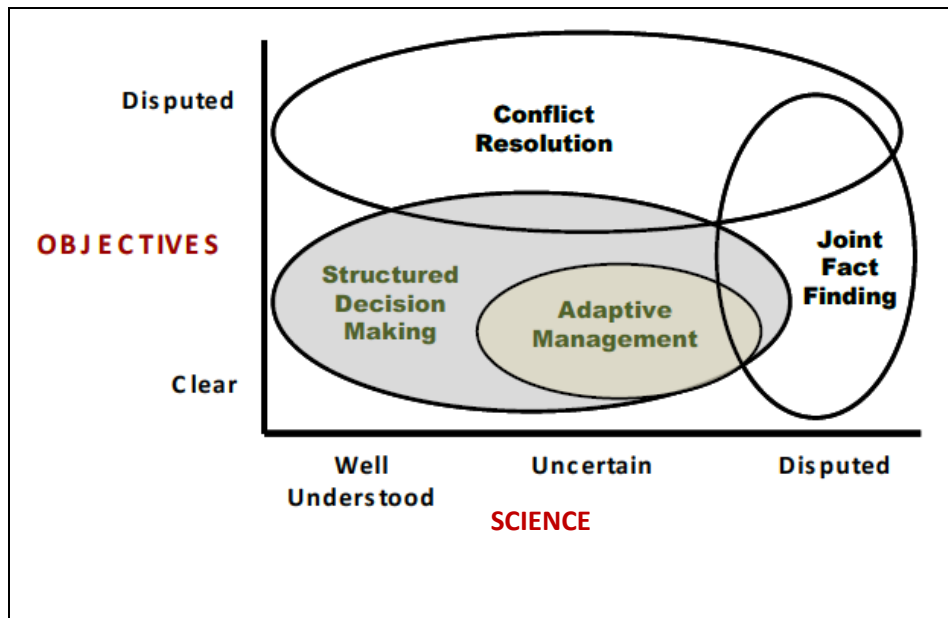 Disputed
Conflict
Resolution
OBJECTIVES
Joint
Fact
Finding
Structured
Decision
Making
Adaptive
Management
Clear
Well
Understood
Uncertain
Disputed
SCIENCE